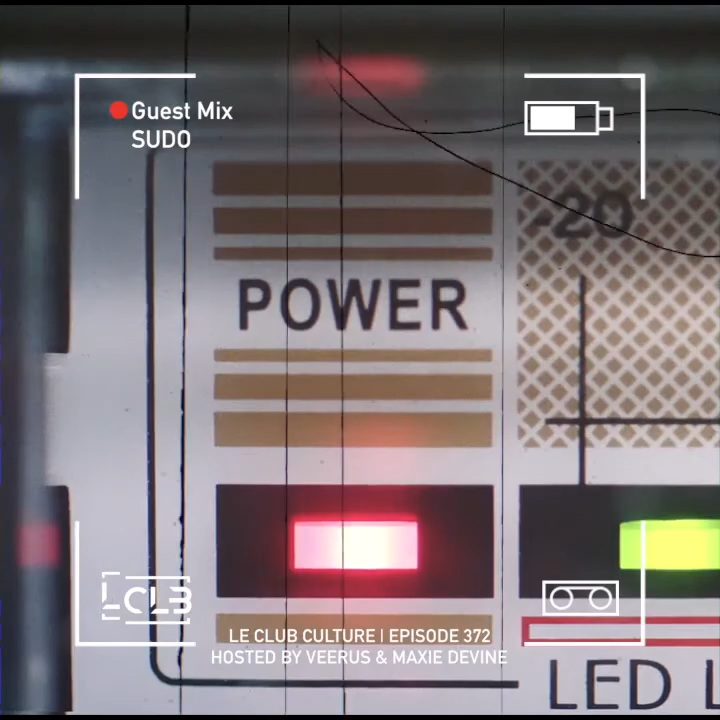 Guest Mix
SUDO
-20
POWER
LCLB
LE CLUB CULTURE | EPISODE 372
HOSTED BY VEERUS & MAXIE DEVINE
LED L